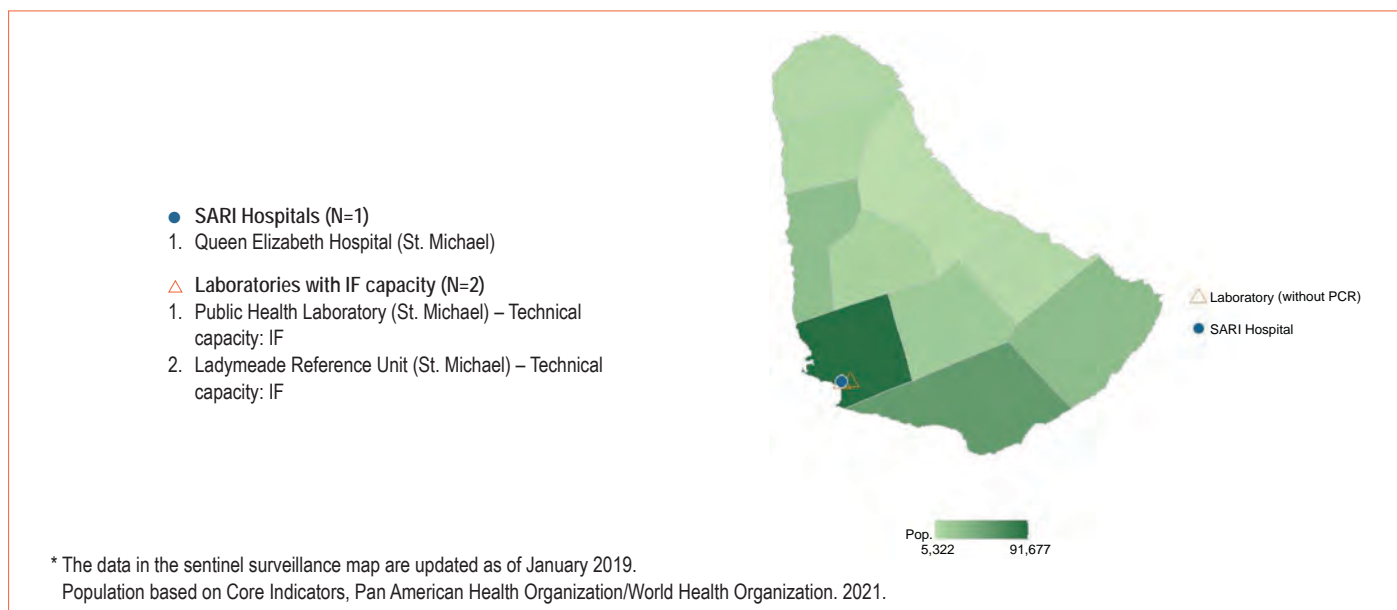 SARI Hospitals (N=1)
1. Queen Elizabeth Hospital (St. Michael)
Laboratories with IF capacity (N=2)
1. Public Health Laboratory (St. Michael) – Technical
capacity: IF
2. Ladymeade Reference Unit (St. Michael) – Technical
capacity: IF
Laboratory (without PCR)
SARI Hospital
Pop.
5,322 91,677
* The data in the sentinel surveillance map are updated as of January 2019.
Population based on Core Indicators, Pan American Health Organization/World Health Organization. 2021.